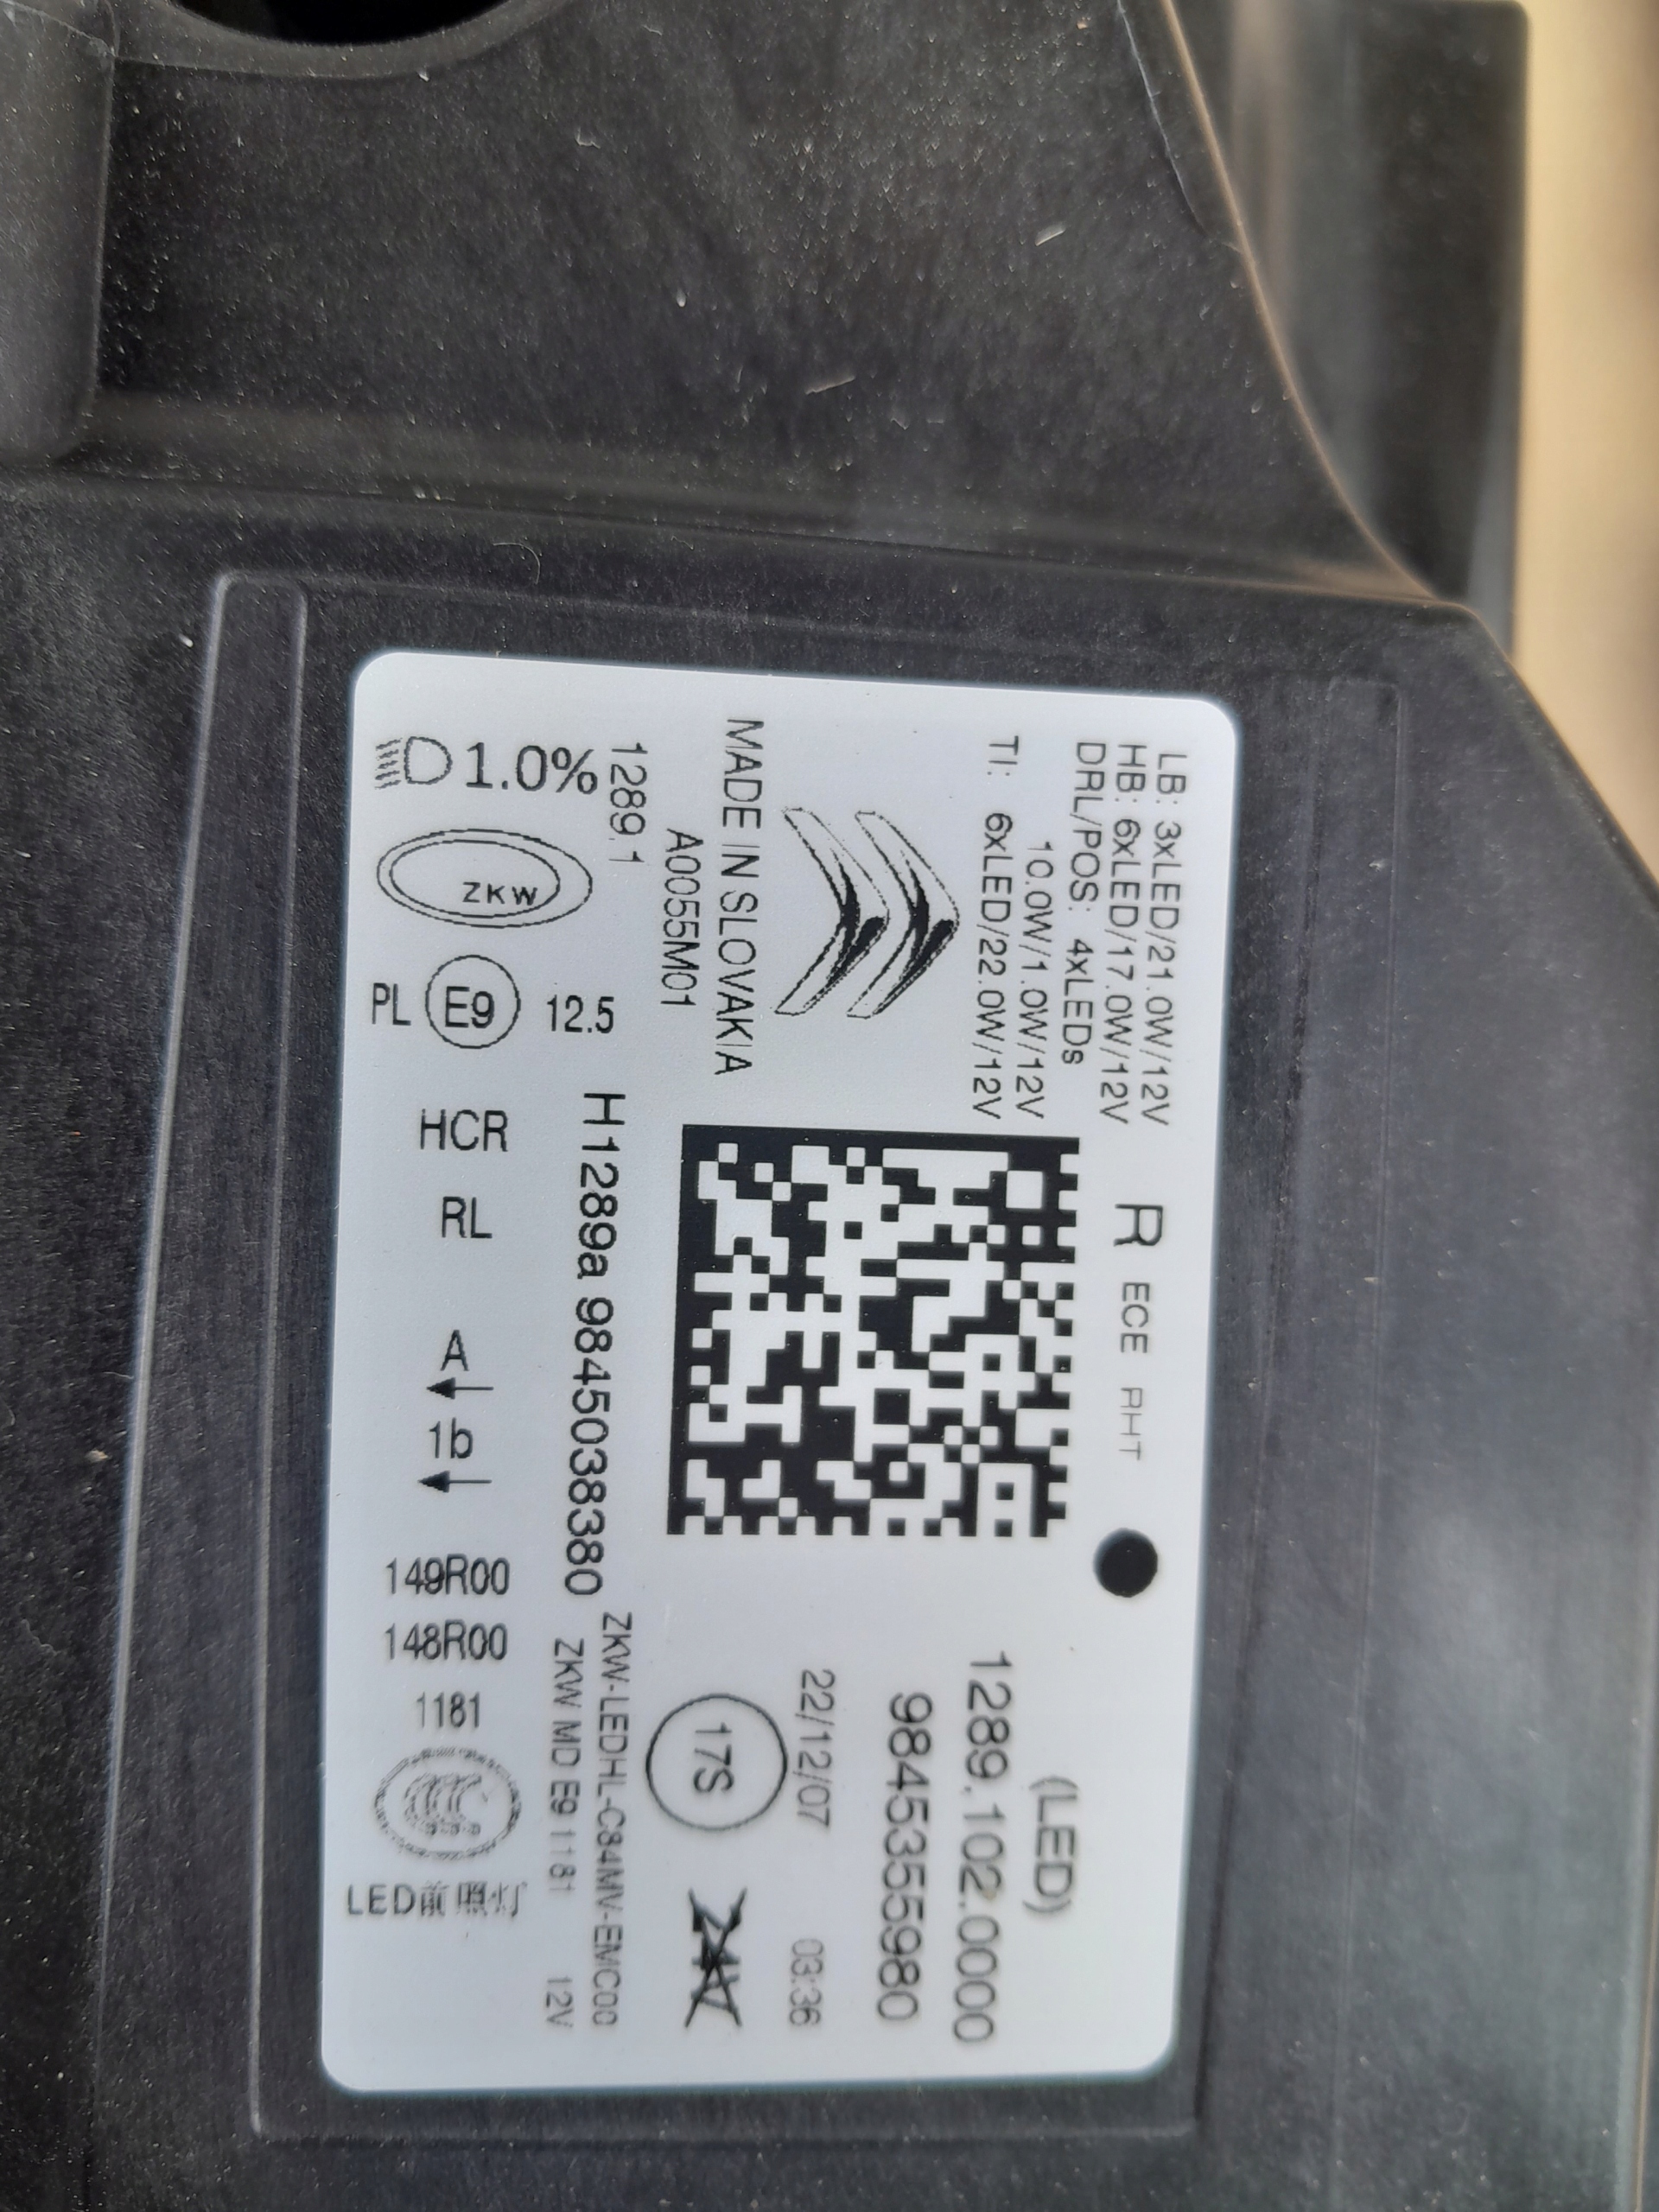 LB: 3xLED/21.0W/12V
HB: 6xLED/17.0W/12V
DRL/POS: 4xLEDs
10.0W/1.0W/12V
TI: 6xLED/22.0W/12V
R ECE RHT
(LED)
1289.102.0000
9845355980
22/12/07 03:36
MADE IN SLOVAKIA
A0055M01
1289.1
17S
24V
H1289a 9845038380
ZKW-LEDHL-C84MV-EMC00
ZKW MD E9 1181 12V
1.0%
ZKW
PL E9 12.5
HCR RL A 1b 149R00 148R00 1181
LED前照灯